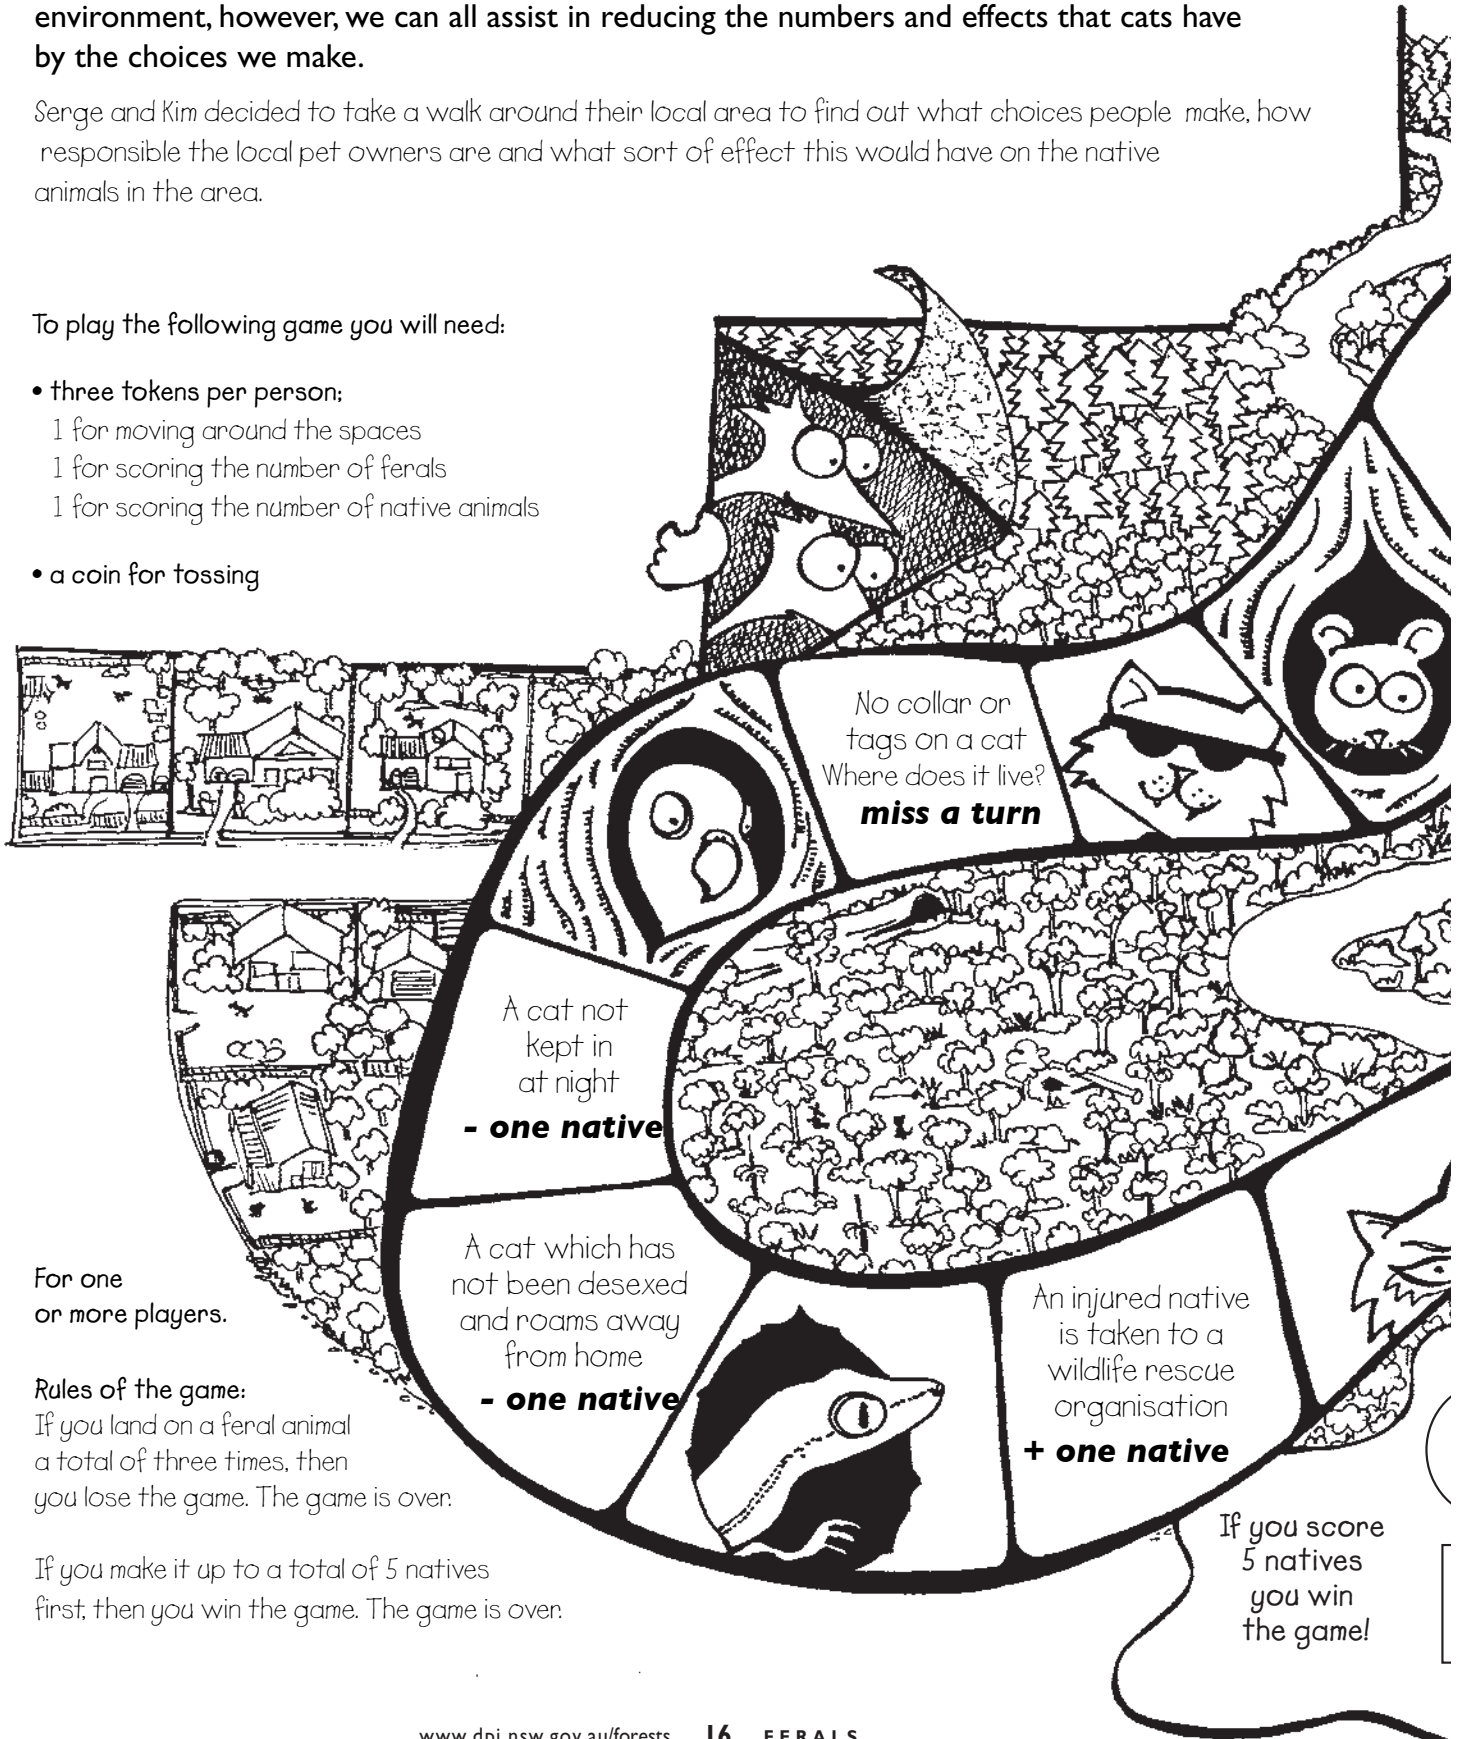 environment, however, we can all assist in reducing the numbers and effects that cats have
by the choices we make.
Serge and Kim decided to take a walk around their local area to find out what choices people make, how
responsible the local pet owners are and what sort of effect this would have on the native
animals in the area.
To play the following game you will need:
• three tokens per person;
1 for moving around the spaces
1 for scoring the number of ferals
1 for scoring the number of native animals
• a coin for tossing
No collar or
tags on a cat
Where does it live?
miss a turn
A cat not
kept in
at night
- one native
A cat which has
not been desexed
and roams away
from home
- one native
An injured native
is taken to a
wildlife rescue
organisation
+ one native
For one
or more players.
Rules of the game:
If you land on a feral animal
a total of three times, then
you lose the game. The game is over.
If you make it up to a total of 5 natives
first, then you win the game. The game is over.
If you score
5 natives
you win
the game!
www.dpi.nsw.gov.au/forests 16 FERALS